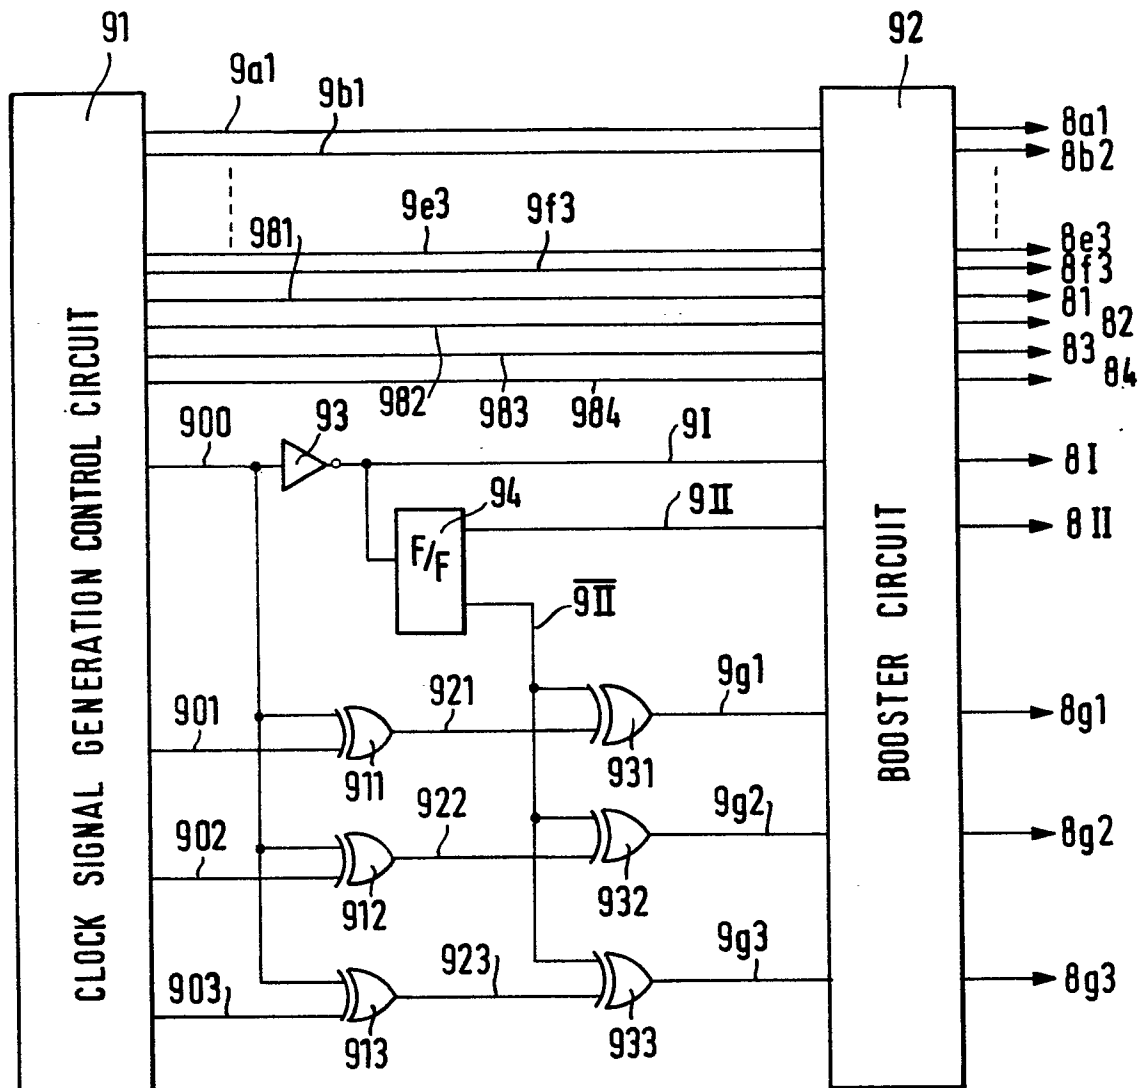 91
92
9a1
9b1
8a1
8b2
9e3
9f3
981
8e3
8f3
81
82
83
84
982
983
984
900
93
9I
8I
94
9II
8II
F/F
9II
CLOCK SIGNAL GENERATION CONTROL CIRCUIT
BOOSTER CIRCUIT
901
921
9g1
8g1
911
931
902
922
9g2
8g2
912
932
903
923
9g3
8g3
913
933